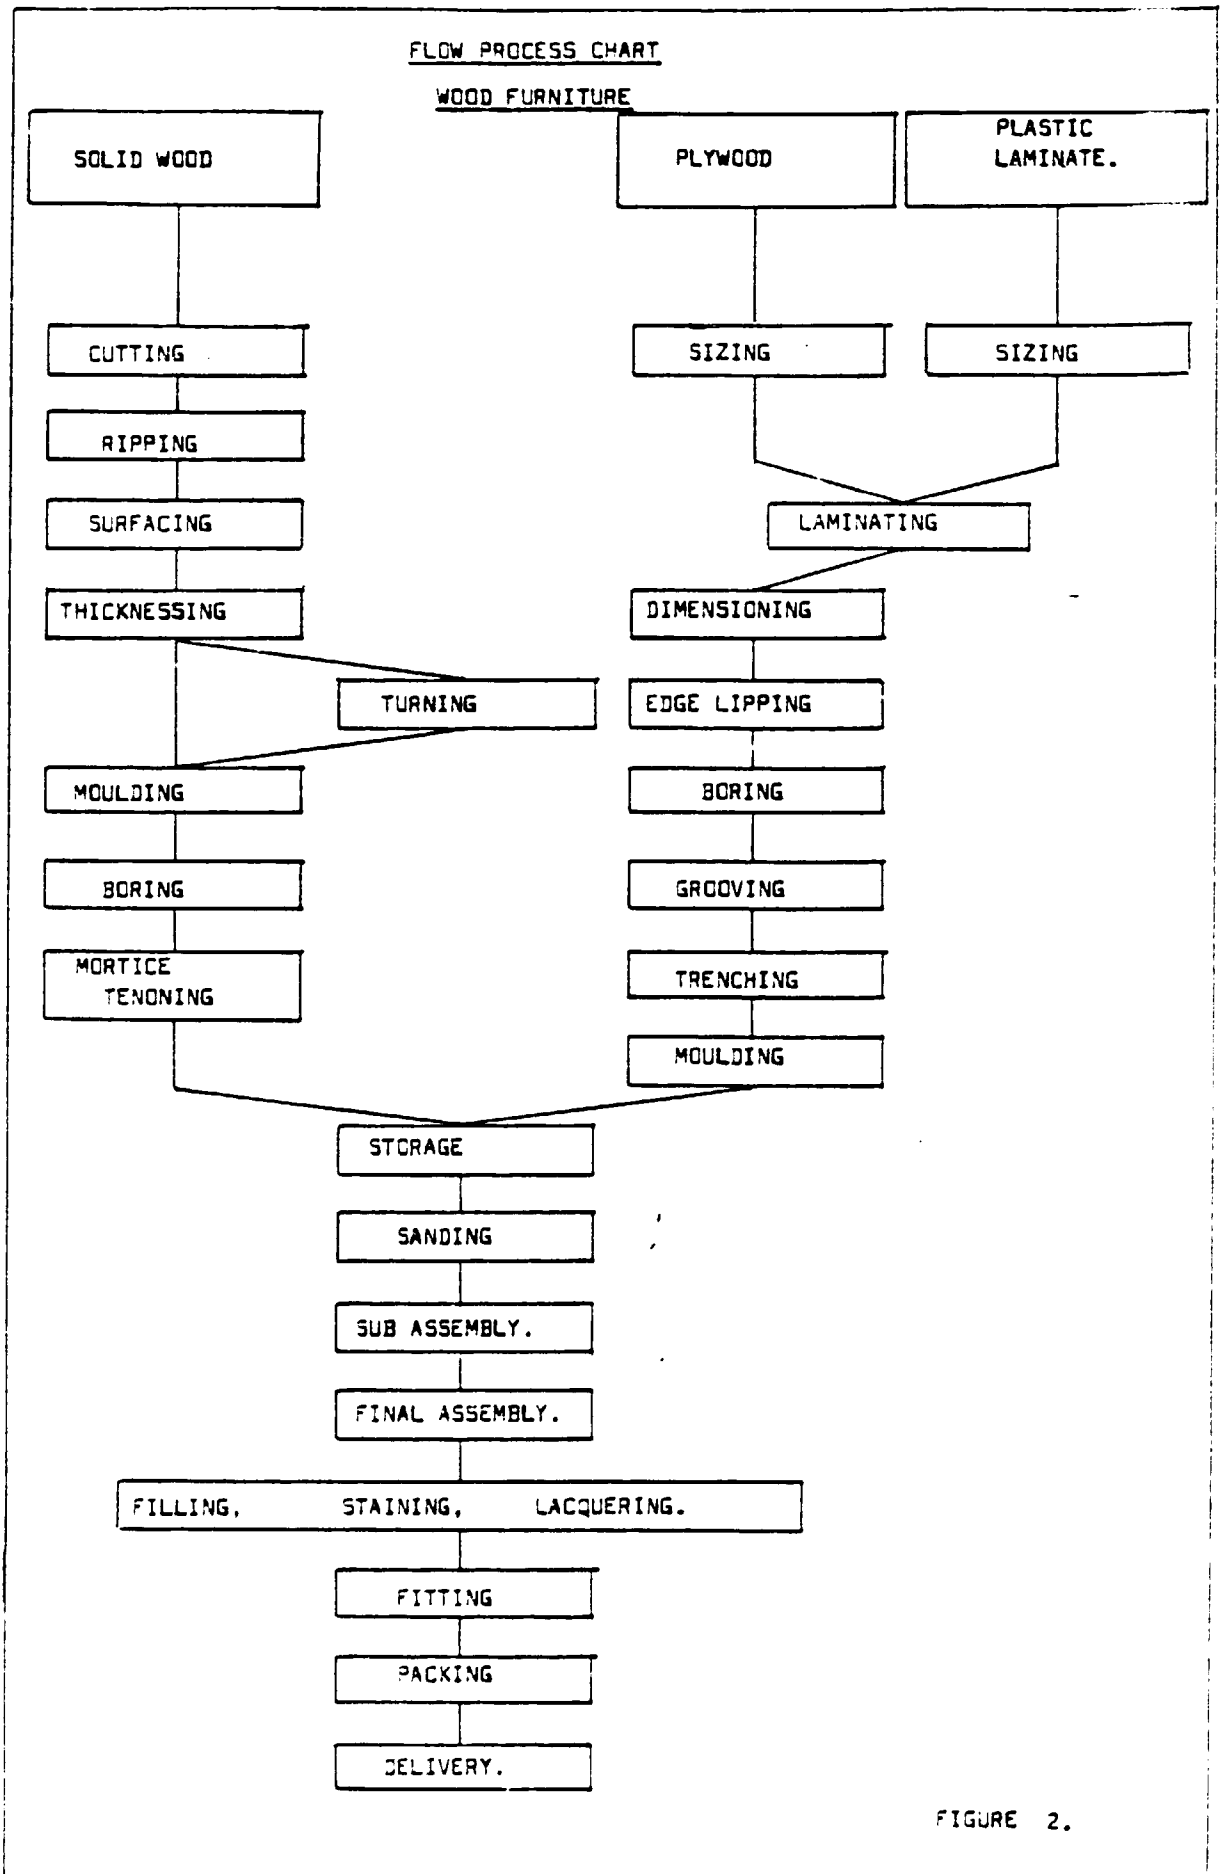 FLOW PROCESS CHART
WOOD FURNITURE
SOLID WOOD
PLYWOOD
PLASTIC
LAMINATE.
CUTTING
SIZING
SIZING
RIPPING
SURFACING
LAMINATING
THICKNESSING
DIMENSIONING
TURNING
EDGE LIPPING
MOULDING
BORING
BORING
GROOVING
MORTICE
TENONING
TRENCHING
MOULDING
STORAGE
SANDING
SUB ASSEMBLY.
FINAL ASSEMBLY.
FILLING, STAINING, LACQUERING.
FITTING
PACKING
DELIVERY.
FIGURE 2.